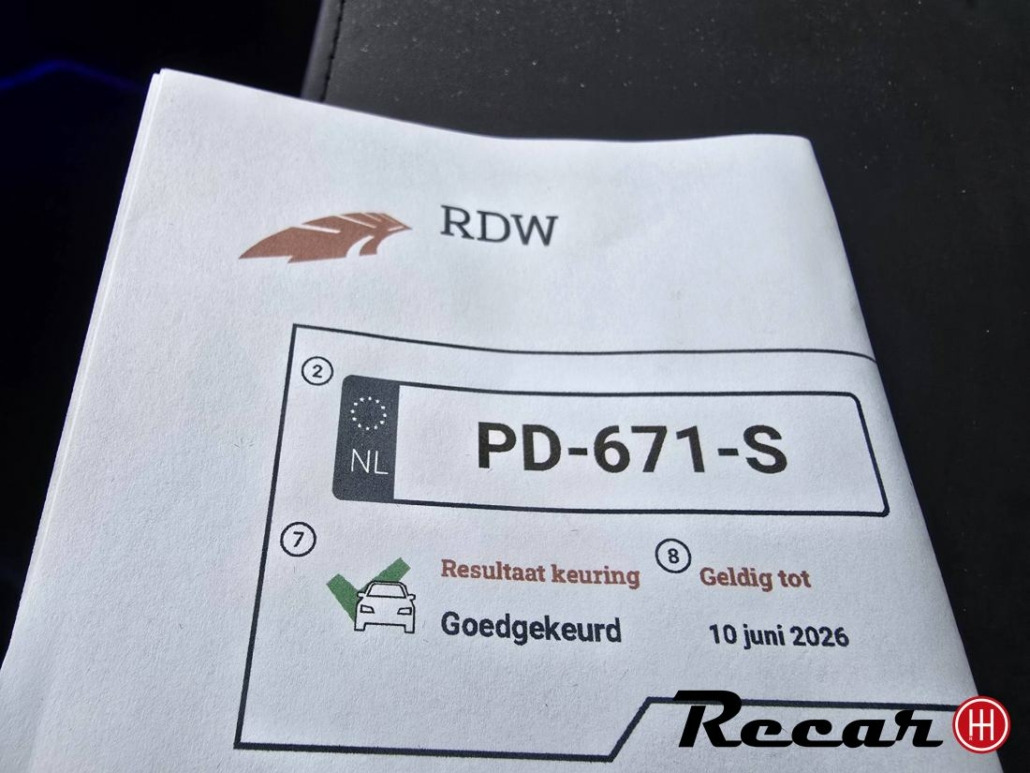 RDW
2
NL
PD-671-S
7
Resultaat keuring
Goedgekeurd
8
Geldig tot
10 juni 2026
Recar